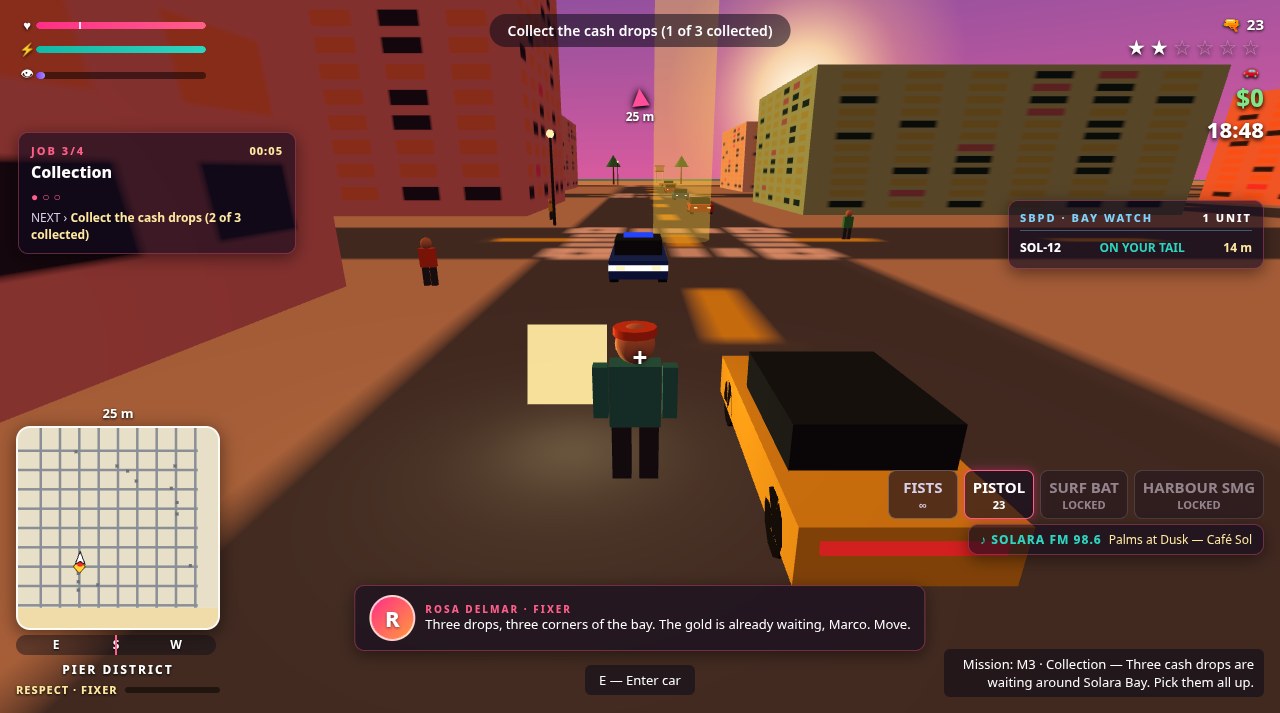 Collect the cash drops (1 of 3 collected)
23
$0
18:48
25 m
JOB 3/4 00:05
Collection
NEXT › Collect the cash drops (2 of 3
collected)
SBPD · BAY WATCH 1 UNIT
SOL-12 ON YOUR TAIL 14 m
25 m
E S W
PIER DISTRICT
RESPECT · FIXER
FISTS
∞
PISTOL
23
SURF BAT
LOCKED
HARBOUR SMG
LOCKED
♪ SOLARA FM 98.6 Palms at Dusk — Café Sol
R
ROSA DELMAR · FIXER
Three drops, three corners of the bay. The gold is already waiting, Marco. Move.
E — Enter car
Mission: M3 · Collection — Three cash drops are
waiting around Solara Bay. Pick them all up.